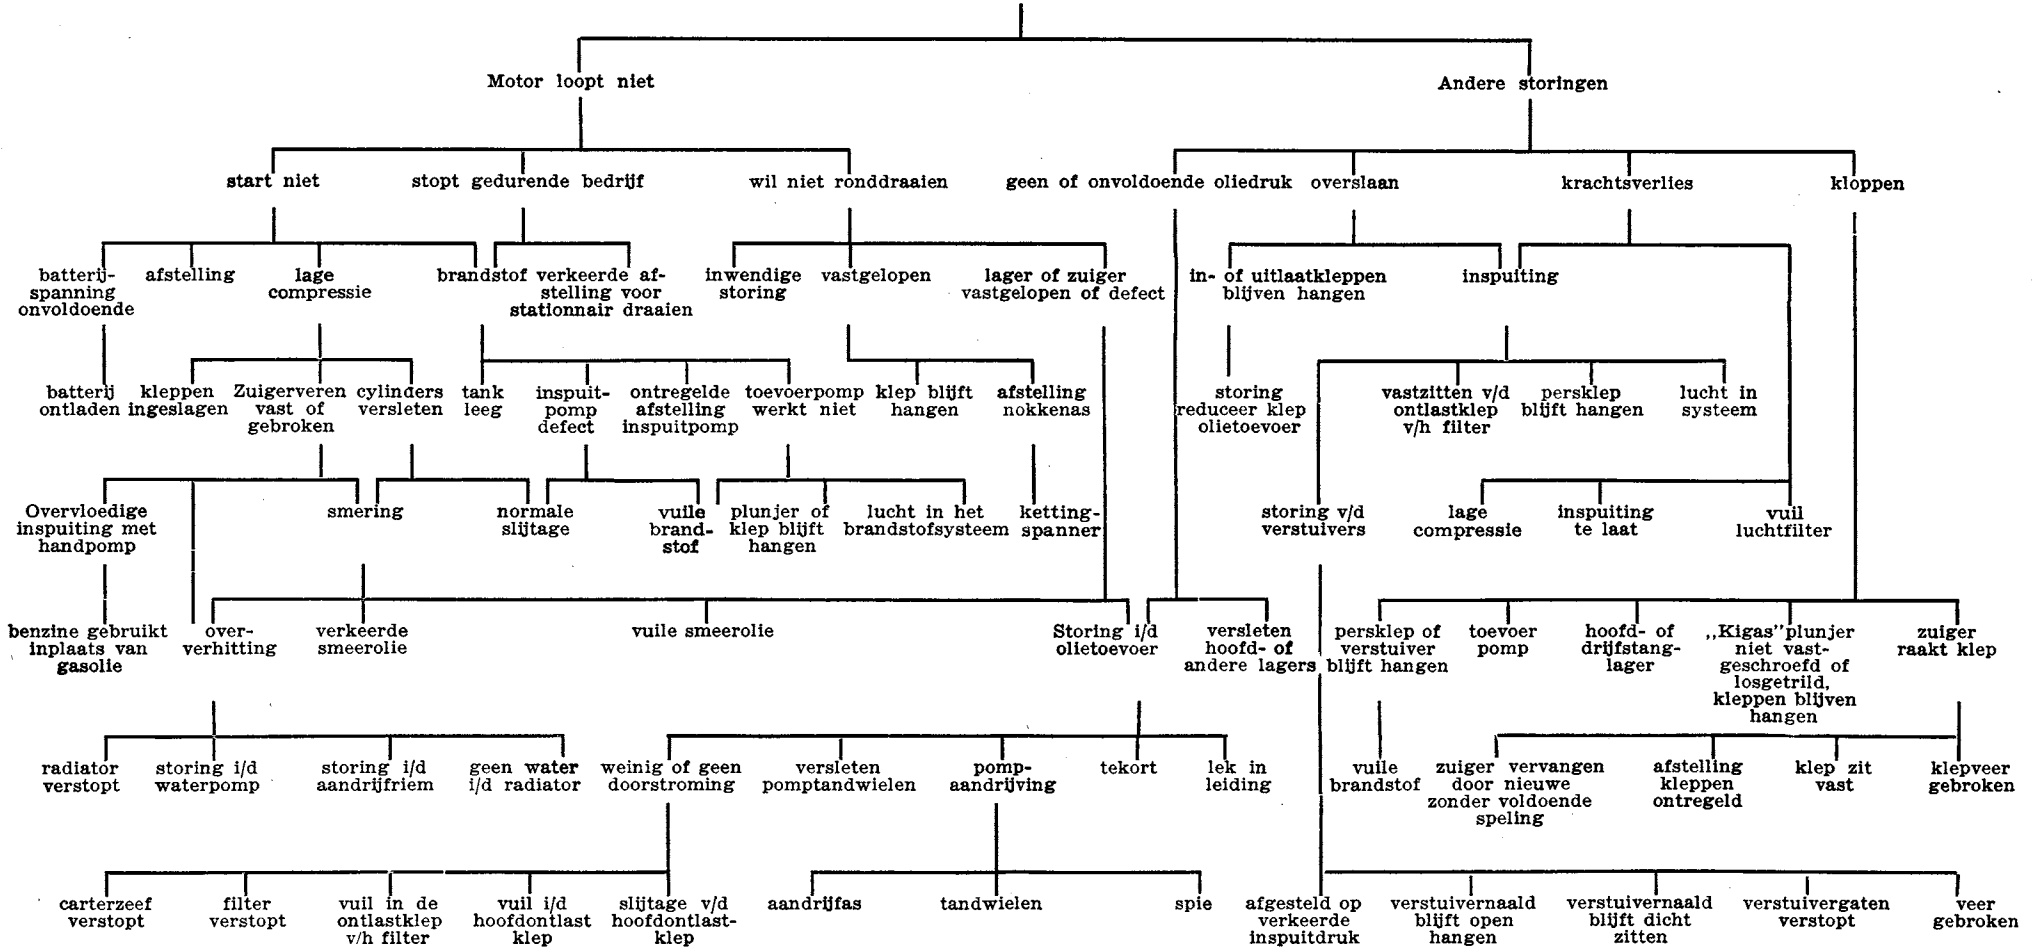 Motor loopt niet
Andere storingen
start niet
stopt gedurende bedrijf
wil niet ronddraaien
geen of onvoldoende oliedruk
overslaan
krachtsverlies
kloppen
batterij-
spanning
onvoldoende
afstelling
lage
compressie
brandstof
verkeerde af-
stelling voor
stationnair draaien
inwendige
storing
vastgelopen
lager of zuiger
vastgelopen of defect
in- of uitlaatkleppen
blijven hangen
inspuiting
batterij
ontladen
kleppen
ingeslagen
Zuigerveren
vast of
gebroken
cylinders
versleten
tank
leeg
inspuit-
pomp
defect
ontregelde
afstelling
inspuitpomp
toevoerpomp
werkt niet
klep blijft
hangen
afstelling
nokkenas
storing
reduceer klep
olietoevoer
vastzitten v/d
ontlastklep
v/h filter
persklep
blijft hangen
lucht in
systeem
Overvloedige
inspuiting met
handpomp
smering
normale
slijtage
vuile
brand-
stof
plunjer of
klep blijft
hangen
lucht in het
brandstofsysteem
ketting-
spanner
storing v/d
verstuivers
lage
compressie
inspuiting
te laat
vuil
luchtfilter
benzine gebruikt
inplaats van
gasolie
over-
verhitting
verkeerde
smeerolie
vuile smeerolie
Storing i/d
olietoevoer
versleten
hoofd- of
andere lagers
persklep of
verstuiver
blijft hangen
toevoer
pomp
hoofd- of
drijfstang-
lager
,,Kigas"plunjer
niet vast-
geschroefd of
losgetrild,
kleppen blijven
hangen
zuiger
raakt klep
radiator
verstopt
storing i/d
waterpomp
storing i/d
aandrijfriem
geen water
i/d radiator
weinig of geen
doorstroming
versleten
pomptandwielen
pomp-
aandrijving
tekort
lek in
leiding
vuile
brandstof
zuiger vervangen
door nieuwe
zonder voldoende
speling
afstelling
kleppen
ontregeld
klep zit
vast
klepveer
gebroken
carterzeef
verstopt
filter
verstopt
vuil in de
ontlastklep
v/h filter
vuil i/d
hoofdontlast
klep
slijtage v/d
hoofdontlast-
klep
aandrijfas
tandwielen
spie
afgesteld op
verkeerde
inspuitdruk
verstuivernaald
blijft open
hangen
verstuivernaald
blijft dicht
zitten
verstuivergaten
verstopt
veer
gebroken